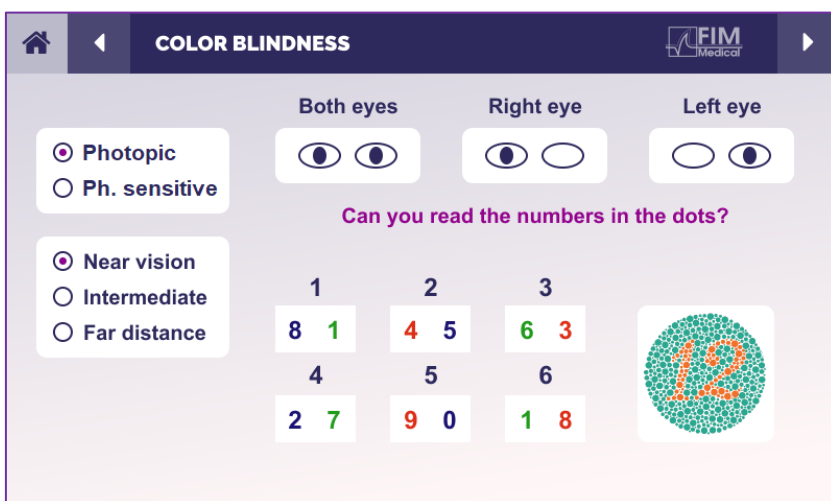 COLOR BLINDNESS
FIM
Medical
Both eyes
Right eye
Left eye
Photopic
Ph. sensitive
Can you read the numbers in the dots?
Near vision
Intermediate
Far distance
1 2 3
8 1 4 5 6 3
4 5 6
2 7 9 0 1 8
12